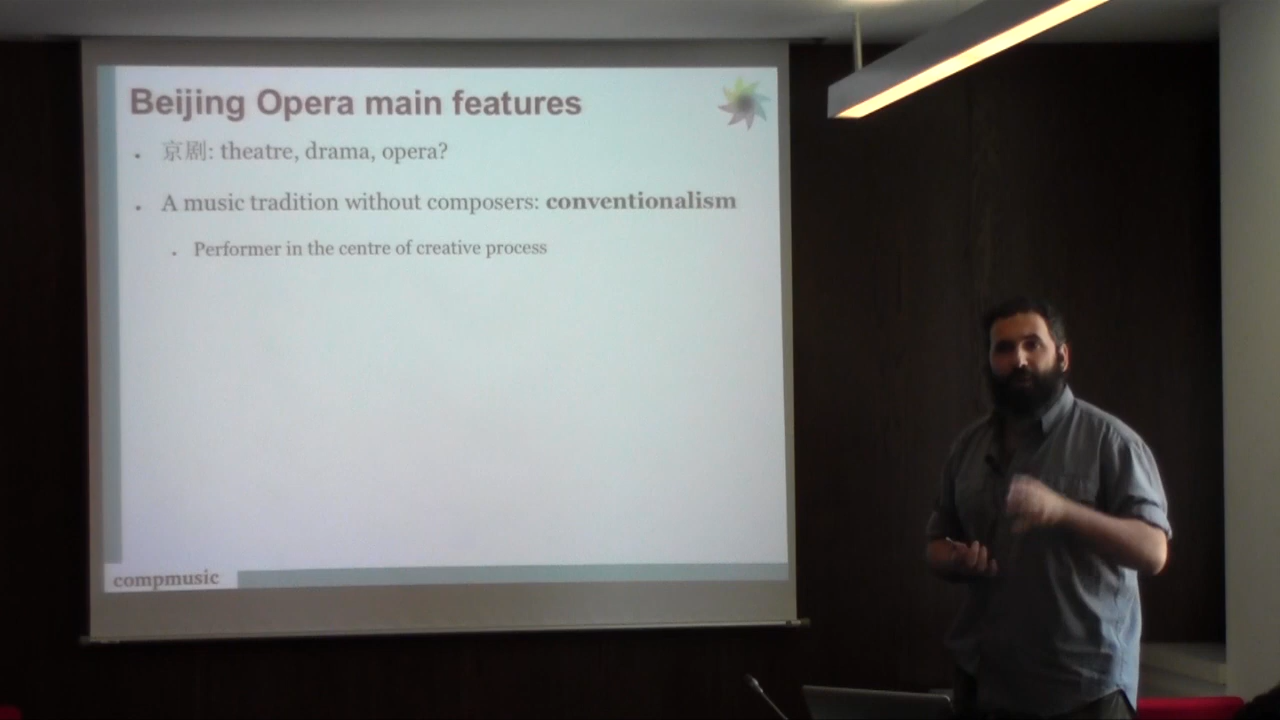 Beijing Opera main features
京剧: theatre, drama, opera?
A music tradition without composers: conventionalism
Performer in the centre of creative process
compmusic